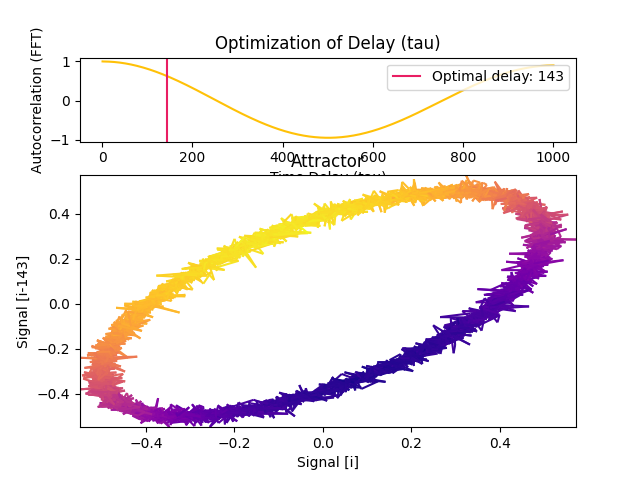 Optimization of Delay (tau)
Autocorrelation (FFT)
1
0
−1
Optimal delay: 143
0
200
400
600
800
1000
Time Delay (tau)
Attractor
Signal [i-143]
0.4
0.2
0.0
−0.2
−0.4
−0.4
−0.2
0.0
0.2
0.4
Signal [i]